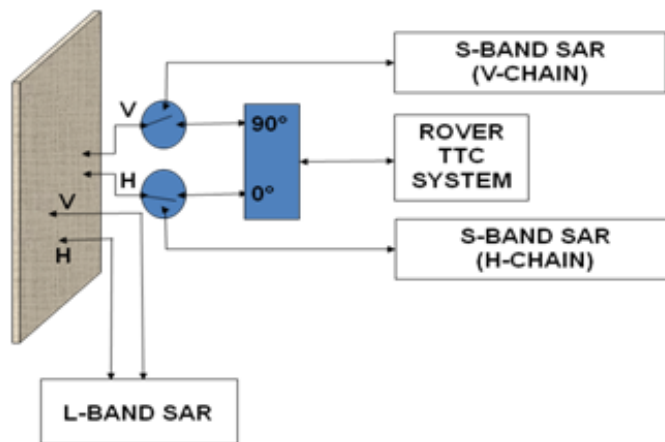 S-BAND SAR
(V-CHAIN)
V
90°
ROVER
TTC
SYSTEM
H
0°
V
H
S-BAND SAR
(H-CHAIN)
L-BAND SAR